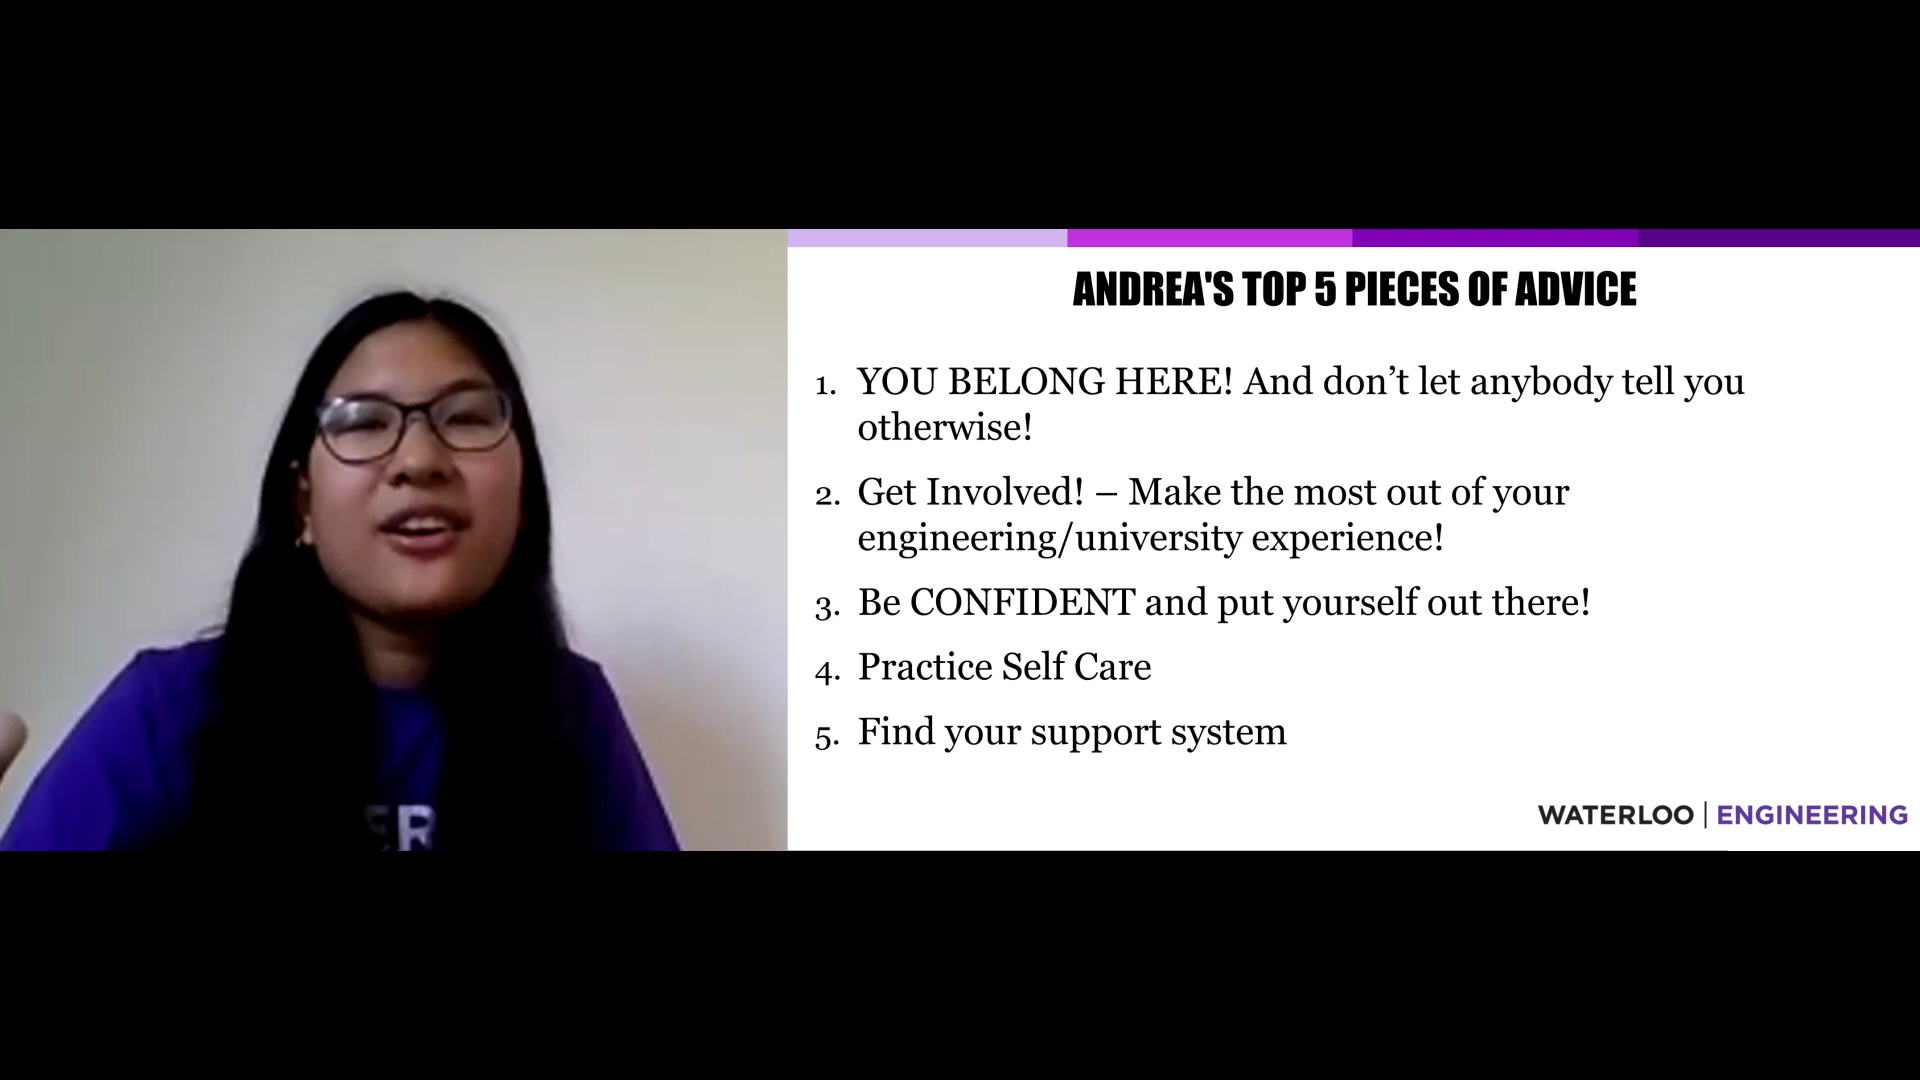 ANDREA'S TOP 5 PIECES OF ADVICE
1. YOU BELONG HERE! And don’t let anybody tell you
otherwise!
2. Get Involved! – Make the most out of your
engineering/university experience!
3. Be CONFIDENT and put yourself out there!
4. Practice Self Care
5. Find your support system
WATERLOO | ENGINEERING
ER